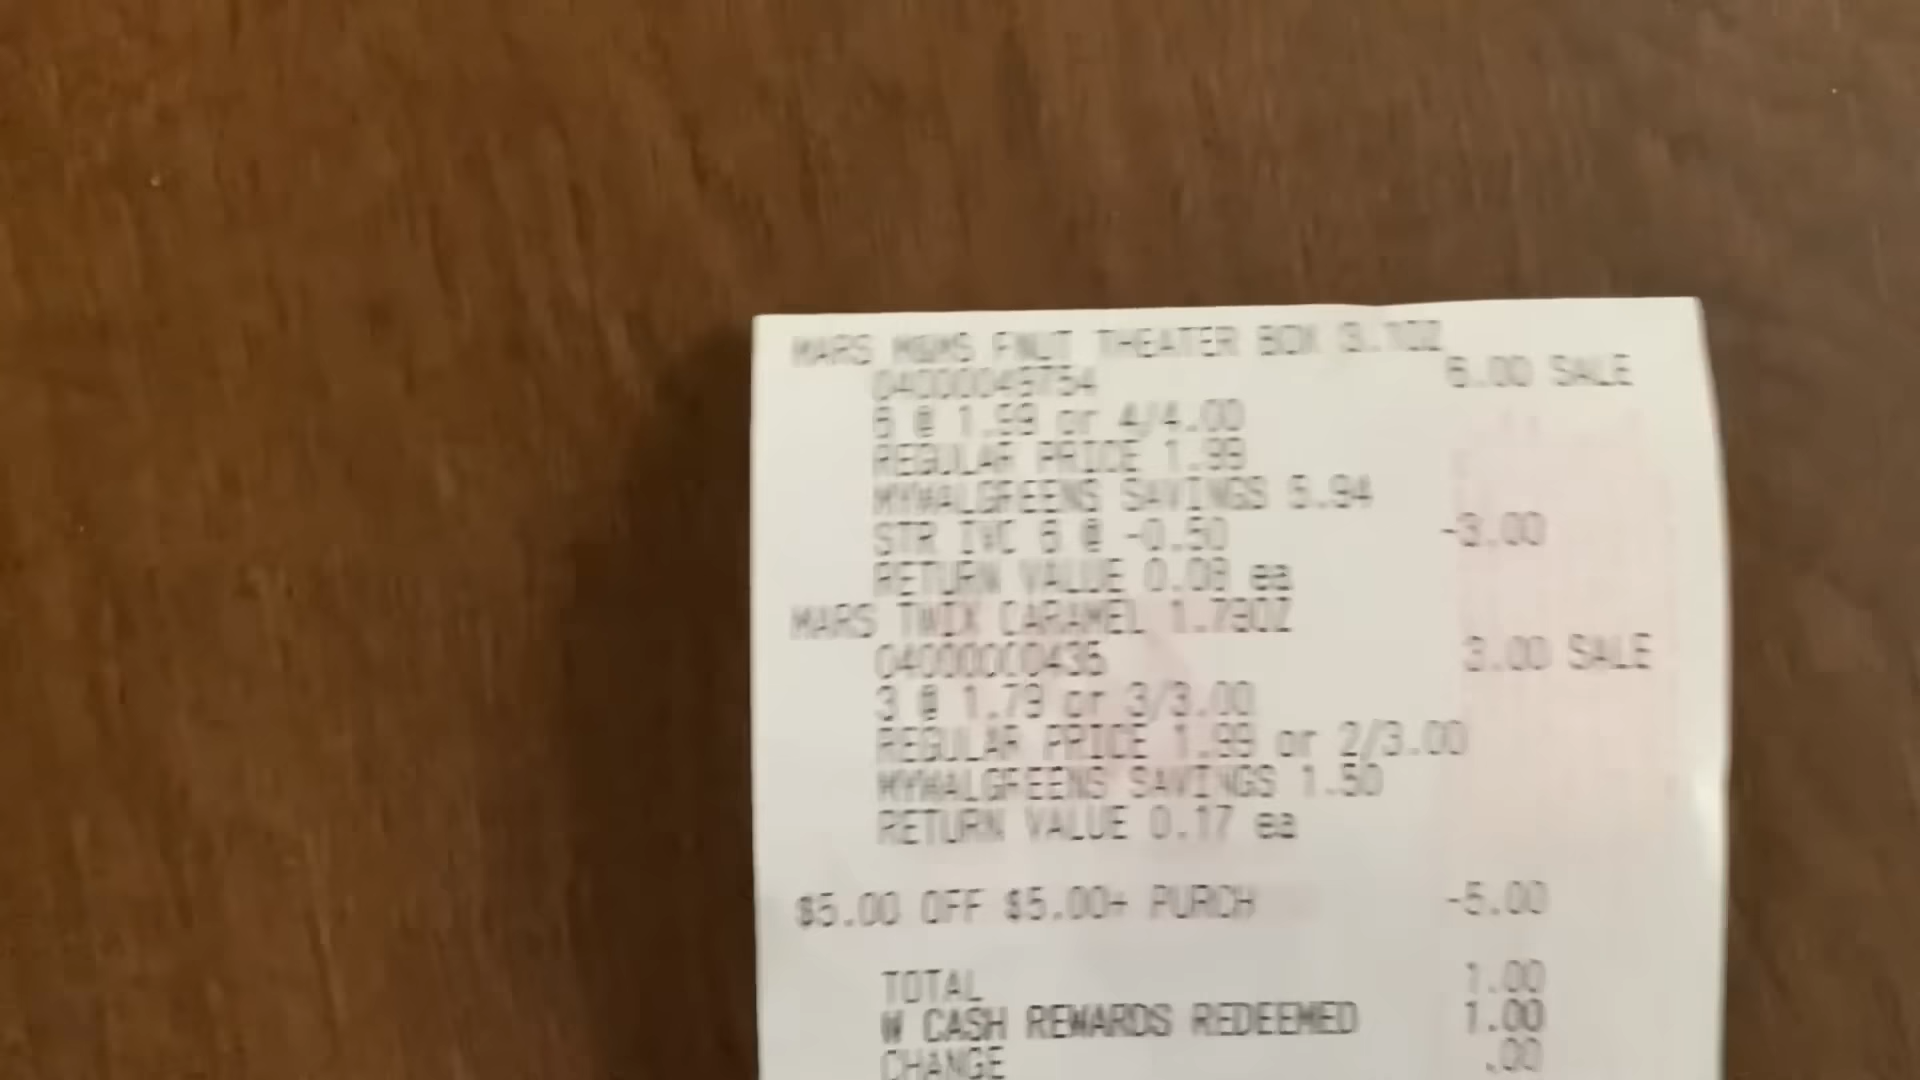 MARS M&MS PNUT THEATER BOX 3.1OZ
04000049754 6.00 SALE
6 @ 1.99 or 4/4.00
REGULAR PRICE 1.99
MYWALGREENS SAVINGS 5.94
STR IVC 6 @ -0.50 -3.00
RETURN VALUE 0.08 ea
MARS TWIX CARAMEL 1.79OZ
04000000435 3.00 SALE
3 @ 1.79 or 3/3.00
REGULAR PRICE 1.99 or 2/3.00
MYWALGREENS SAVINGS 1.50
RETURN VALUE 0.17 ea
$5.00 OFF $5.00+ PURCH -5.00
TOTAL 1.00
W CASH REWARDS REDEEMED 1.00
CHANGE .00